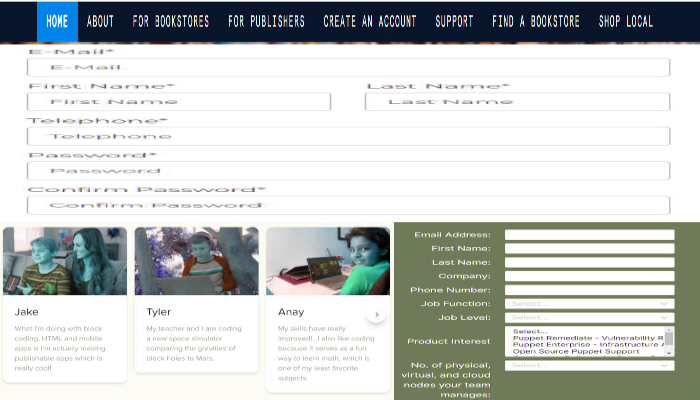 HOME ABOUT FOR BOOKSTORES FOR PUBLISHERS CREATE AN ACCOUNT SUPPORT FIND A BOOKSTORE SHOP LOCAL
E-Mail*
E-Mail
First Name* Last Name*
First Name Last Name
Telephone*
Telephone
Password*
Password
Confirm Password*
Confirm Password
Jake
What I'm doing with block
coding, HTML and mobile
apps is I'm actually making
publishable apps which is
really cool!
Tyler
My teacher and I are coding
a new space simulator
comparing the gravities of
black holes to Mars.
Anay
My skills have really
improved!...I also like coding
because it serves as a fun
way to learn math, which is
one of my least favorite
subjects.
Email Address:
First Name:
Last Name:
Company:
Phone Number:
Job Function: Select...
Job Level: Select...
Product Interest
Select...
Puppet Remediate - Vulnerability R
Puppet Enterprise - Infrastructure A
Open Source Puppet Support
No. of physical, Select...
virtual, and cloud
nodes your team
manages: